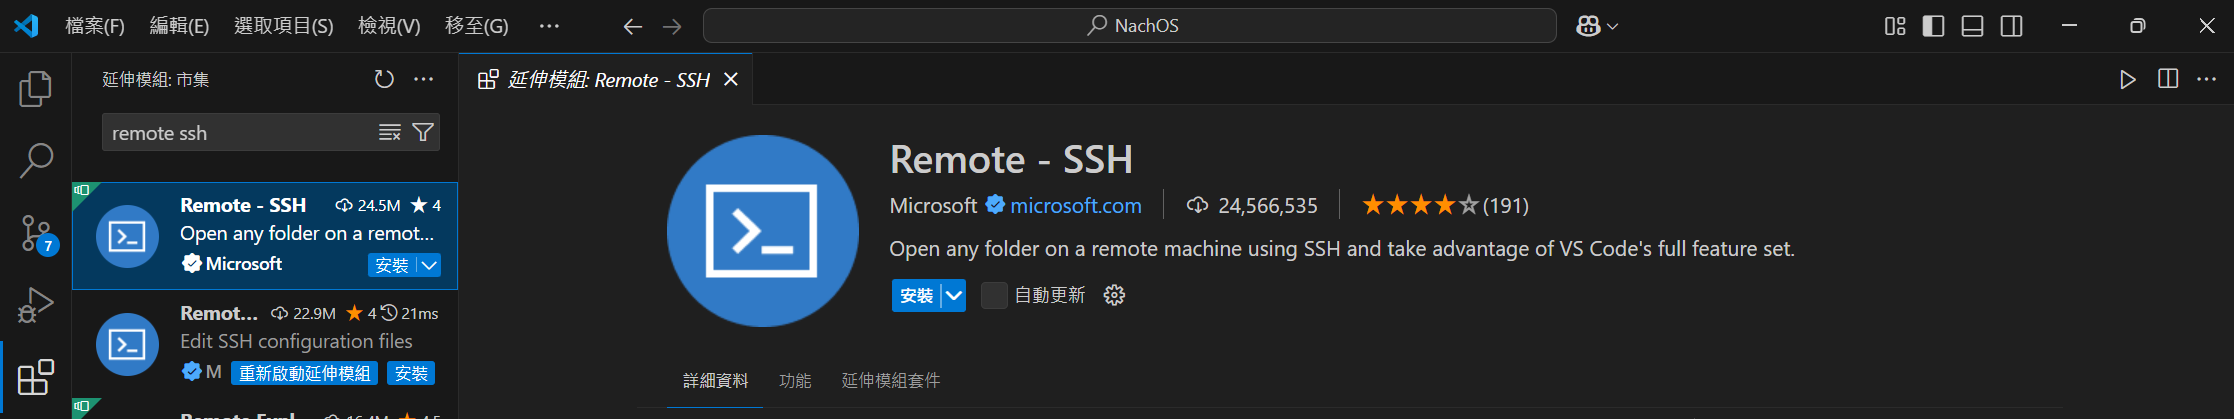 檔案(F) 編輯(E) 選取項目(S) 檢視(V) 移至(G) ··· NachOS
延伸模組: 市集 ···
remote ssh
Remote - SSH 24.5M ★ 4
Open any folder on a remot...
Microsoft 安裝
Remot... 22.9M ★ 4 21ms
Edit SSH configuration files
M 重新啟動延伸模組 安裝
16.4M ★ 4.5
7
延伸模組: Remote - SSH
Remote - SSH
Microsoft microsoft.com 24,566,535 (191)
Open any folder on a remote machine using SSH and take advantage of VS Code's full feature set.
安裝 自動更新
詳細資料 功能 延伸模組套件